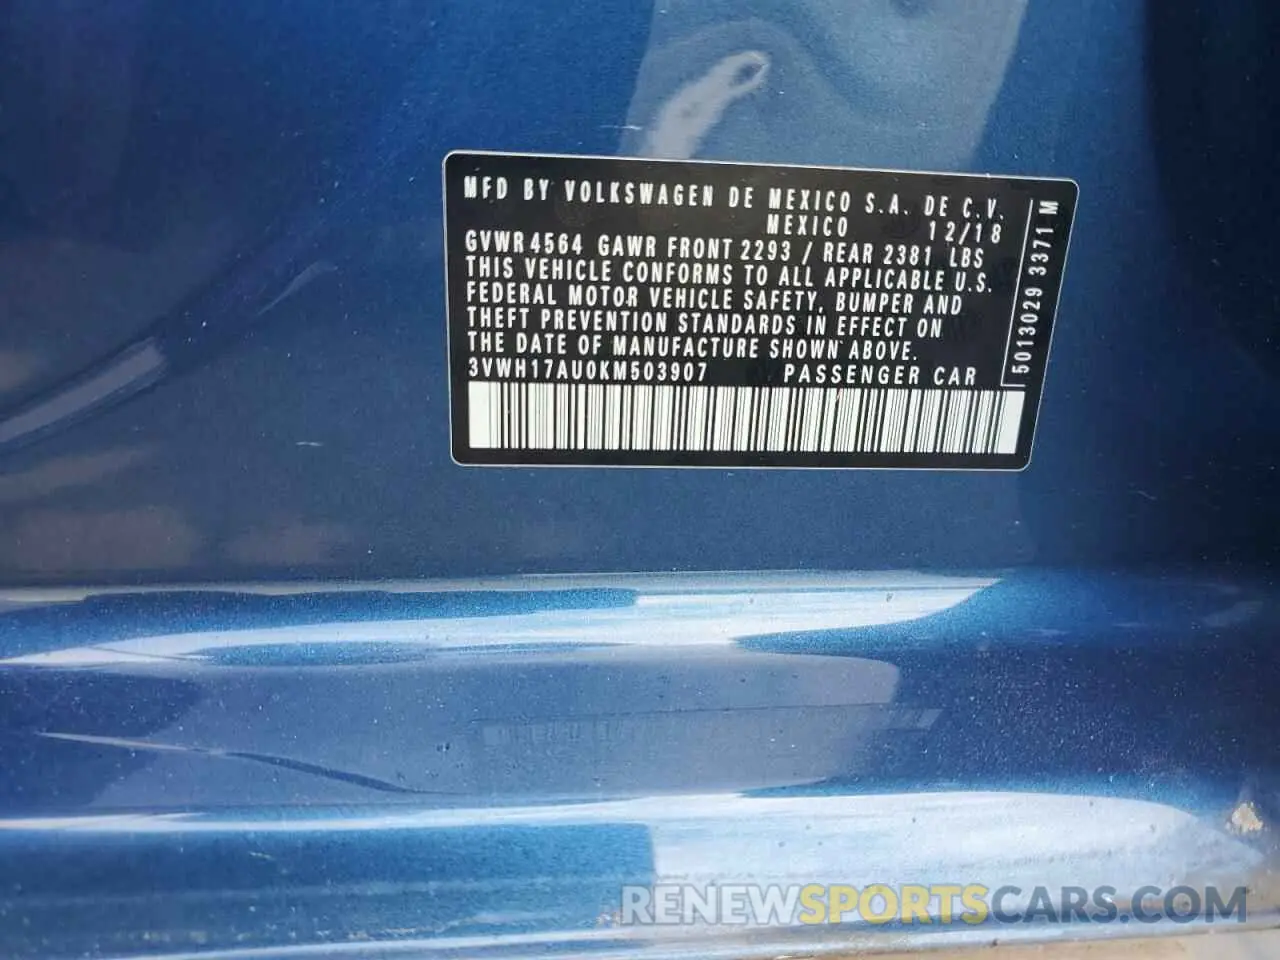 MFD BY VOLKSWAGEN DE MEXICO S.A. DE C.V.
MEXICO 12/18
GVWR 4564 GAWR FRONT 2293 / REAR 2381 LBS
THIS VEHICLE CONFORMS TO ALL APPLICABLE U.S.
FEDERAL MOTOR VEHICLE SAFETY, BUMPER AND
THEFT PREVENTION STANDARDS IN EFFECT ON
THE DATE OF MANUFACTURE SHOWN ABOVE.
3VWH17AU0KM503907 PASSENGER CAR
5013029 3371 M
RENEWSPORTSCARS.COM